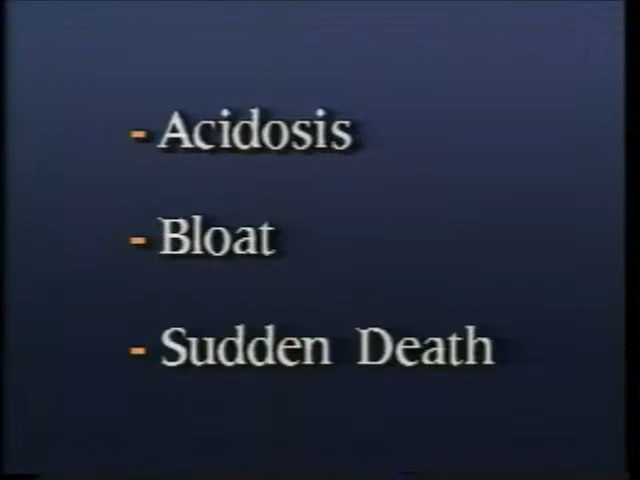 - Acidosis
- Bloat
- Sudden Death